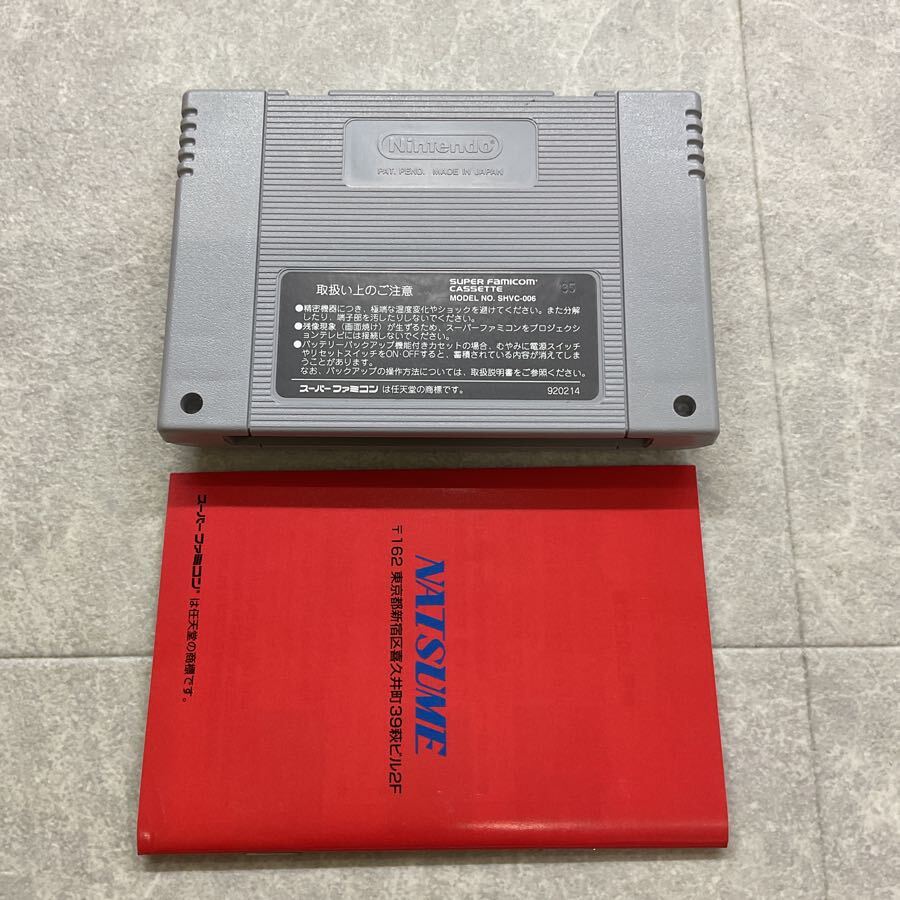 Nintendo
PAT. PEND. MADE IN JAPAN
取扱い上のご注意
SUPER FAMICOM
CASSETTE
MODEL NO. SHVC-006
●精密機器につき、極端な温度変化やショックを避けてください。また分解
したり、端子部を汚したりしないでください。
●残像現象(画面焼け)が生ずるため、スーパーファミコンをプロジェクシ
ョンテレビには接続しないでください。
●バッテリーバックアップ機能付きカセットの場合、むやみに電源スイッチ
やリセットスイッチをON・OFFすると、蓄積されている内容が消えてしま
うことがあります。
なお、バックアップの操作方法については、取扱説明書をご参照ください。
スーパーファミコンは任天堂の商標です。
920214
NATSUME
〒162 東京都新宿区喜久井町39萩ビル2F
スーパーファミコン は任天堂の商標です。